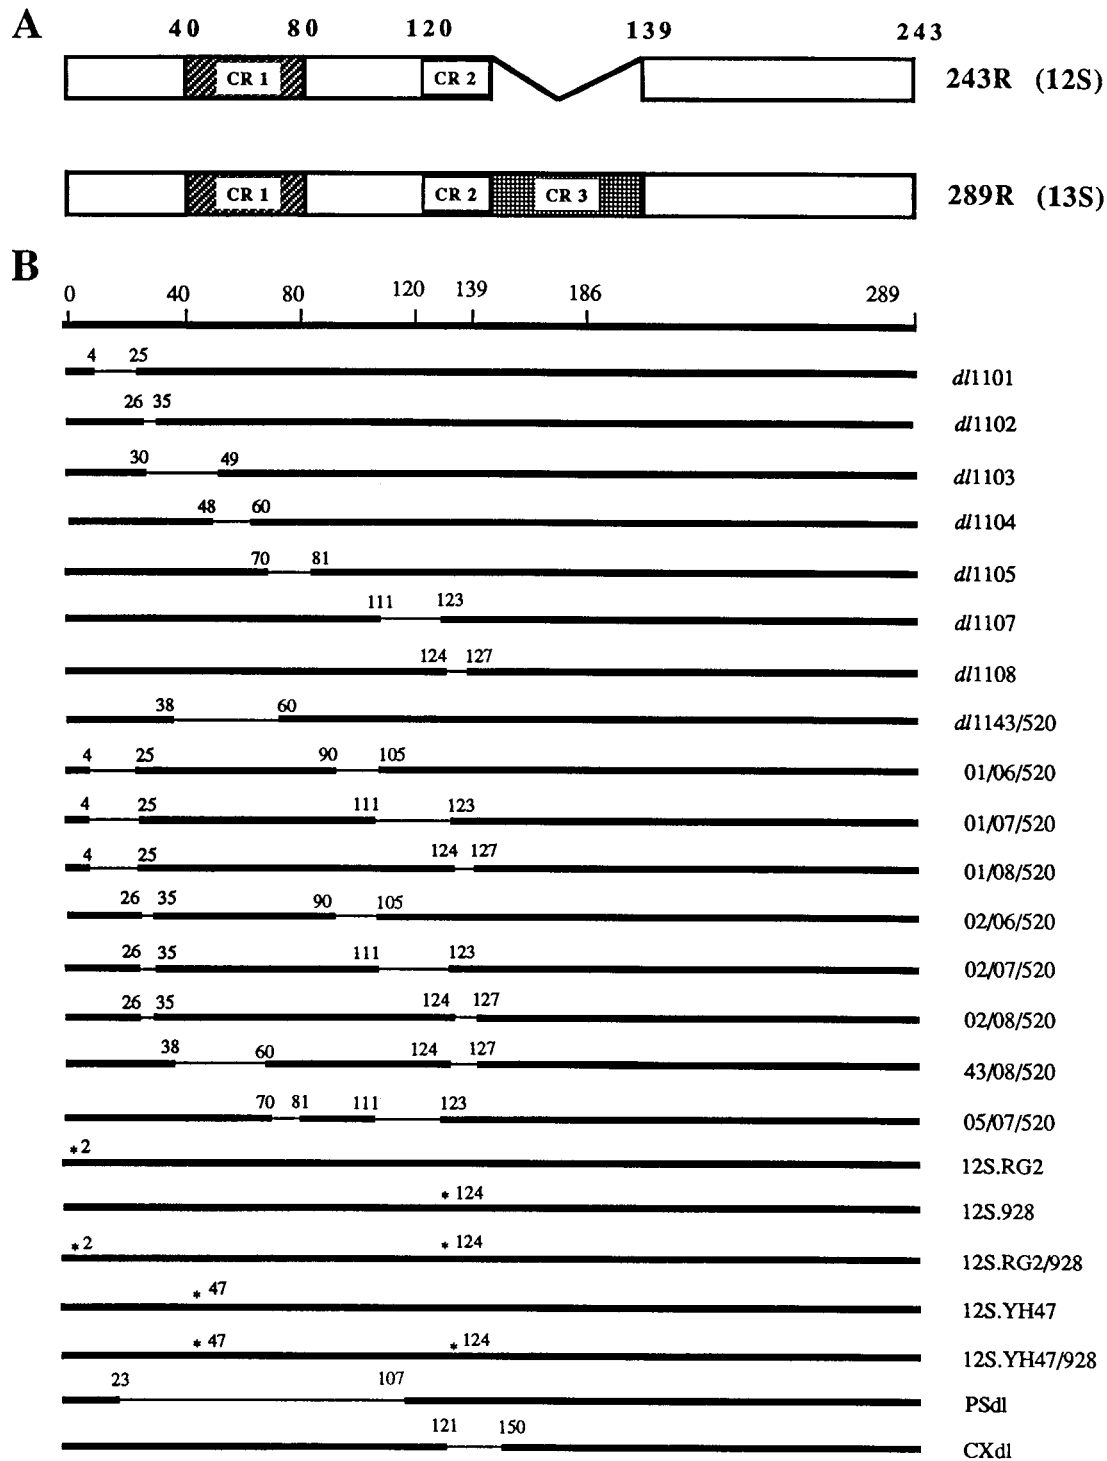 A
40 80 120 139 243
CR 1 CR 2 243R (12S)
CR 1 CR 2 CR 3 289R (13S)
B
0 40 80 120 139 186 289
4 25 dl1101
26 35 dl1102
30 49 dl1103
48 60 dl1104
70 81 dl1105
111 123 dl1107
124 127 dl1108
38 60 dl1143/520
4 25 90 105 01/06/520
4 25 111 123 01/07/520
4 25 124 127 01/08/520
26 35 90 105 02/06/520
26 35 111 123 02/07/520
26 35 124 127 02/08/520
38 60 124 127 43/08/520
70 81 111 123 05/07/520
*2 12S.RG2
* 124 12S.928
*2 * 124 12S.RG2/928
* 47 12S.YH47
* 47 * 124 12S.YH47/928
23 107 PSdl
121 150 CXdl